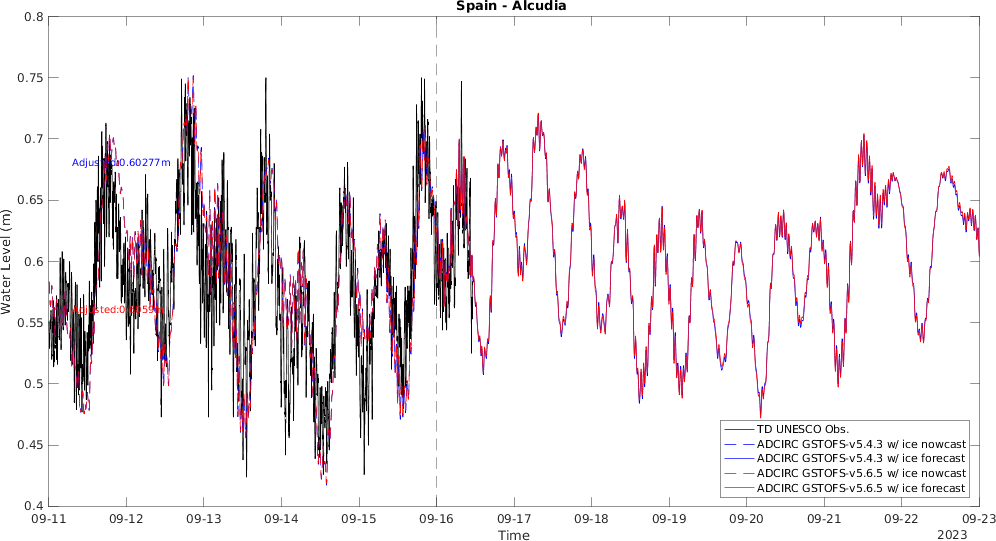 Spain - Alcudia
0.8
0.75
0.7
0.65
0.6
0.55
0.5
0.45
0.4
Water Level (m)
Adjusted:0.60277m
TD UNESCO Obs.
ADCIRC GSTOFS-v5.4.3 w/ ice nowcast
ADCIRC GSTOFS-v5.4.3 w/ ice forecast
ADCIRC GSTOFS-v5.6.5 w/ ice nowcast
ADCIRC GSTOFS-v5.6.5 w/ ice forecast
09-11 09-12 09-13 09-14 09-15 09-16 09-17 09-18 09-19 09-20 09-21 09-22 09-23
Time
2023